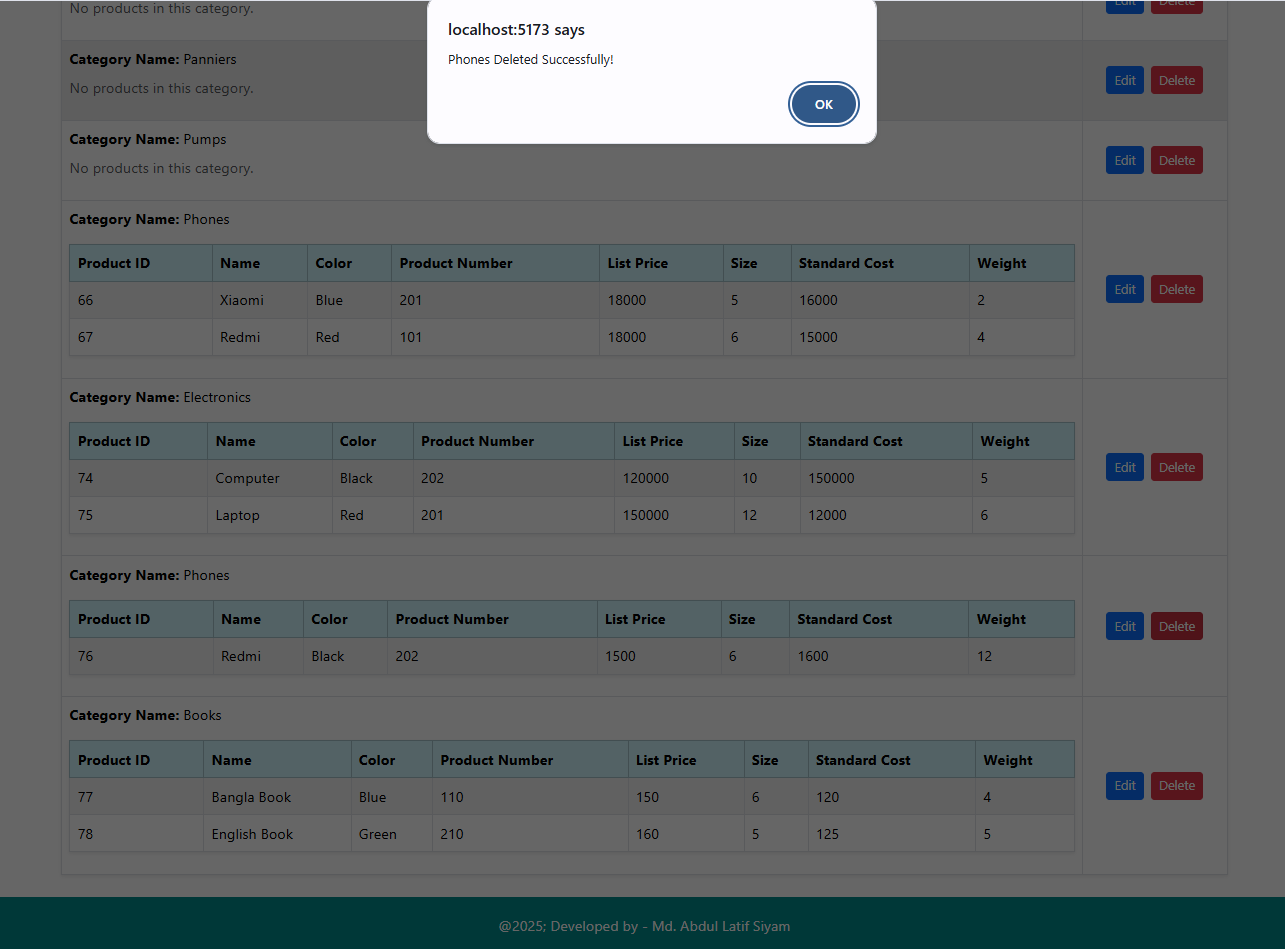 No products in this category.
Edit Delete
localhost:5173 says
Phones Deleted Successfully!
OK
Category Name: Panniers
No products in this category.
Edit Delete
Category Name: Pumps
No products in this category.
Edit Delete
Category Name: Phones
Product ID Name Color Product Number List Price Size Standard Cost Weight
66 Xiaomi Blue 201 18000 5 16000 2
Edit Delete
67 Redmi Red 101 18000 6 15000 4
Category Name: Electronics
Product ID Name Color Product Number List Price Size Standard Cost Weight
74 Computer Black 202 120000 10 150000 5
Edit Delete
75 Laptop Red 201 150000 12 12000 6
Category Name: Phones
Product ID Name Color Product Number List Price Size Standard Cost Weight
Edit Delete
76 Redmi Black 202 1500 6 1600 12
Category Name: Books
Product ID Name Color Product Number List Price Size Standard Cost Weight
Edit Delete
77 Bangla Book Blue 110 150 6 120 4
78 English Book Green 210 160 5 125 5
@2025; Developed by - Md. Abdul Latif Siyam